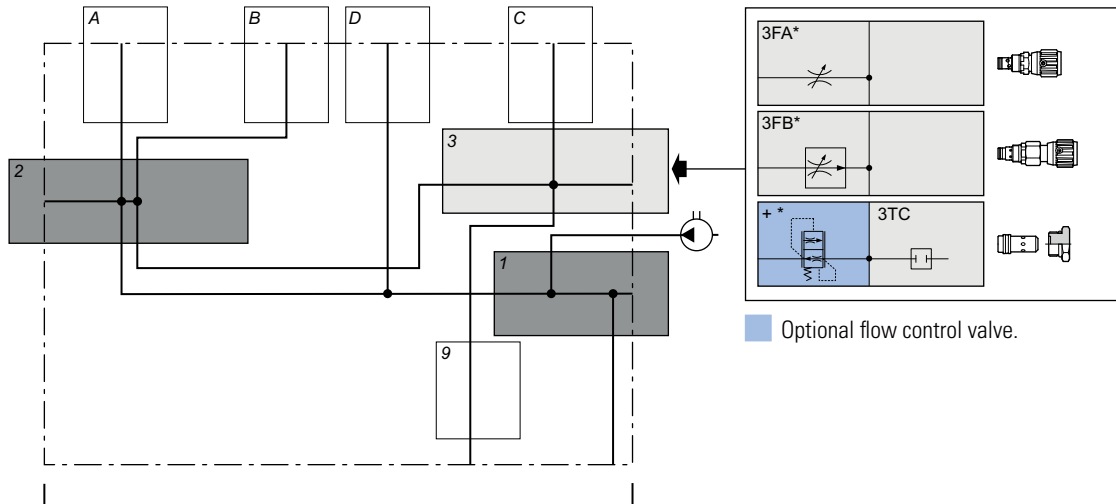 A
B
D
C
2
3
1
9
3FA*
3FB*
+ *
3TC
Optional flow control valve.